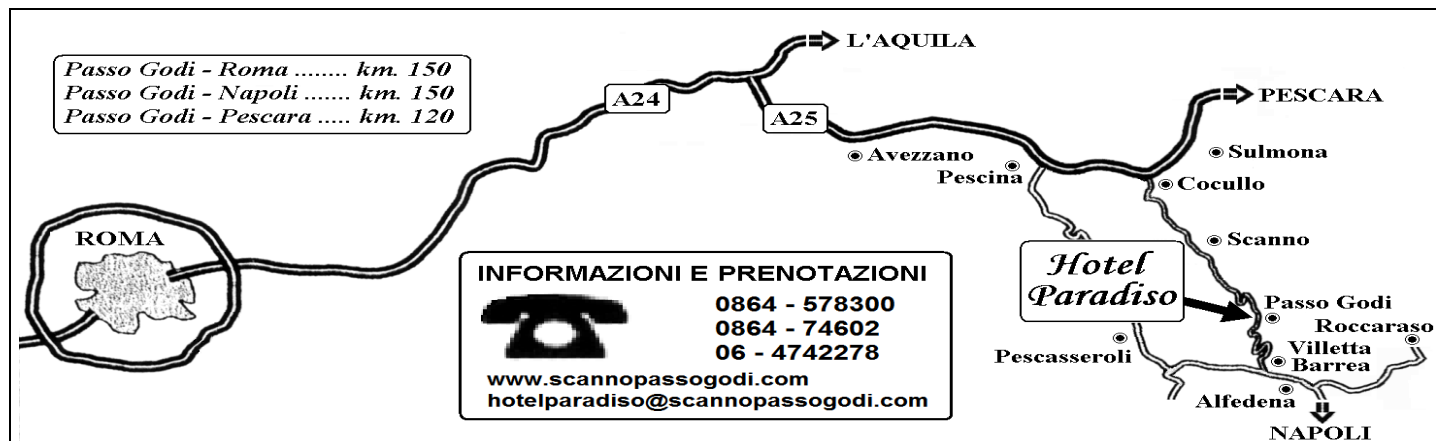 L'AQUILA
Passo Godi - Roma ........ km. 150
Passo Godi - Napoli ....... km. 150
Passo Godi - Pescara ..... km. 120
A24
A25
PESCARA
Avezzano
Pescina
Sulmona
Cocullo
ROMA
Scanno
Hotel
Paradiso
INFORMAZIONI E PRENOTAZIONI
0864 - 578300
0864 - 74602
06 - 4742278
www.scannopassogodi.com
hotelparadiso@scannopassogodi.com
Passo Godi
Roccaraso
Pescasseroli
Villetta
Barrea
Alfedena
NAPOLI